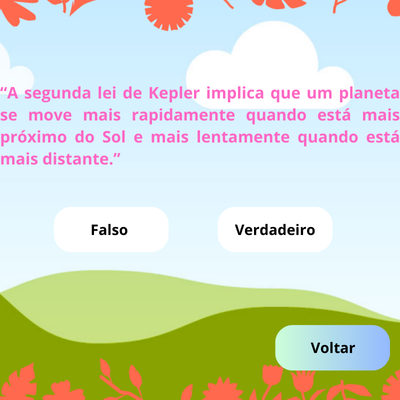 “A segunda lei de Kepler implica que um planeta
se move mais rapidamente quando está mais
próximo do Sol e mais lentamente quando está
mais distante.”
Falso
Verdadeiro
Voltar